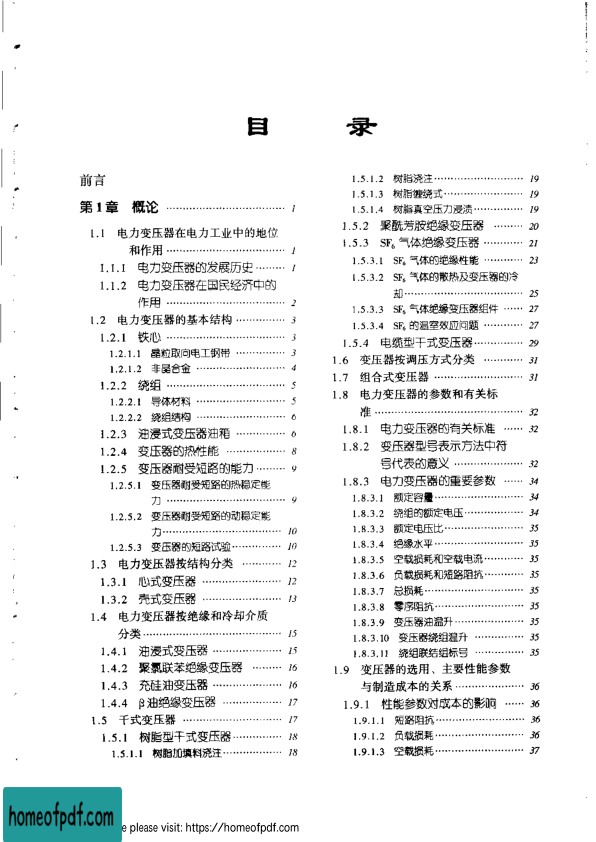 目 录
前言
第1章 概论 ………………………… 1
1.1 电力变压器在电力工业中的地位
和作用 ………………………… 1
1.1.1 电力变压器的发展历史 ……… 1
1.1.2 电力变压器在国民经济中的
作用 ………………………… 2
1.2 电力变压器的基本结构 ………… 3
1.2.1 铁心 ………………………… 3
1.2.1.1 晶粒取向电工钢带 ………… 3
1.2.1.2 非晶合金 ………………… 4
1.2.2 绕组 ………………………… 5
1.2.2.1 导体材料 ………………… 5
1.2.2.2 绕组结构 ………………… 6
1.2.3 油浸式变压器油箱 ………… 6
1.2.4 变压器的热性能 …………… 8
1.2.5 变压器耐受短路的能力 ……… 9
1.2.5.1 变压器耐受短路的热稳定能
力 ………………………… 9
1.2.5.2 变压器耐受短路的动稳定能
力 ………………………… 10
1.2.5.3 变压器的短路试验 ………… 10
1.3 电力变压器按结构分类 ………… 12
1.3.1 心式变压器 ………………… 12
1.3.2 壳式变压器 ………………… 13
1.4 电力变压器按绝缘和冷却介质
分类 ………………………… 15
1.4.1 油浸式变压器 ……………… 15
1.4.2 聚氯联苯绝缘变压器 ……… 16
1.4.3 充硅油变压器 ……………… 16
1.4.4 β油绝缘变压器 …………… 17
1.5 干式变压器 ………………… 17
1.5.1 树脂型干式变压器 ………… 18
1.5.1.1 树脂加填料浇注 ………… 18
1.5.1.2 树脂浇注 ………………… 19
1.5.1.3 树脂缠绕式 ……………… 19
1.5.1.4 树脂真空压力浸渍 ………… 19
1.5.2 聚酰芳胺绝缘变压器 ……… 20
1.5.3 SF₆ 气体绝缘变压器 ……… 21
1.5.3.1 SF₆ 气体的绝缘性能 ……… 23
1.5.3.2 SF₆ 气体的散热及变压器的冷
却 ………………………… 25
1.5.3.3 SF₆ 气体绝缘变压器组件 …… 27
1.5.3.4 SF₆ 的温室效应问题 ……… 27
1.5.4 电缆型干式变压器 ………… 29
1.6 变压器按调压方式分类 ……… 31
1.7 组合式变压器 ……………… 31
1.8 电力变压器的参数和有关标
准 ………………………… 32
1.8.1 电力变压器的有关标准 …… 32
1.8.2 变压器型号表示方法中符
号代表的意义 …………… 32
1.8.3 电力变压器的重要参数 …… 34
1.8.3.1 额定容量 ………………… 34
1.8.3.2 绕组的额定电压 ………… 34
1.8.3.3 额定电压比 ……………… 35
1.8.3.4 绝缘水平 ………………… 35
1.8.3.5 空载损耗和空载电流 ……… 35
1.8.3.6 负载损耗和短路阻抗 ……… 35
1.8.3.7 总损耗 …………………… 35
1.8.3.8 零序阻抗 ………………… 35
1.8.3.9 变压器油温升 …………… 35
1.8.3.10 变压器绕组温升 ………… 35
1.8.3.11 绕组联结组标号 ………… 35
1.9 变压器的选用、主要性能参数
与制造成本的关系 …………… 36
1.9.1 性能参数对成本的影响 …… 36
1.9.1.1 短路阻抗 ………………… 36
1.9.1.2 负载损耗 ………………… 36
1.9.1.3 空载损耗 ………………… 37
homeofpdf.com
e please visit: https://homeofpdf.com